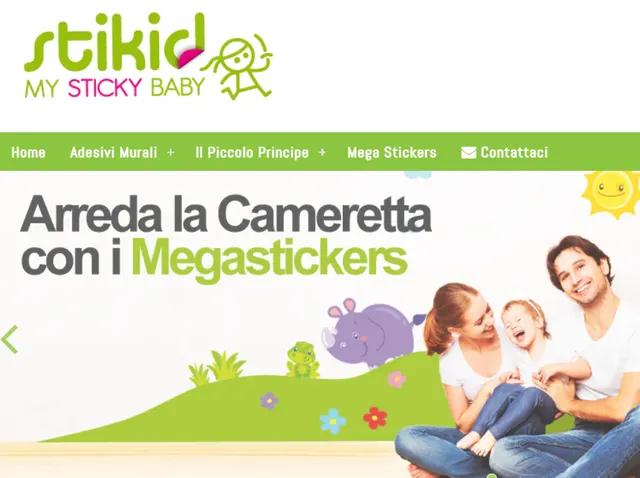 stikid
MY STICKY BABY
Home Adesivi Murali + Il Piccolo Principe + Mega Stickers Contattaci
Arreda la Cameretta
con i Megastickers